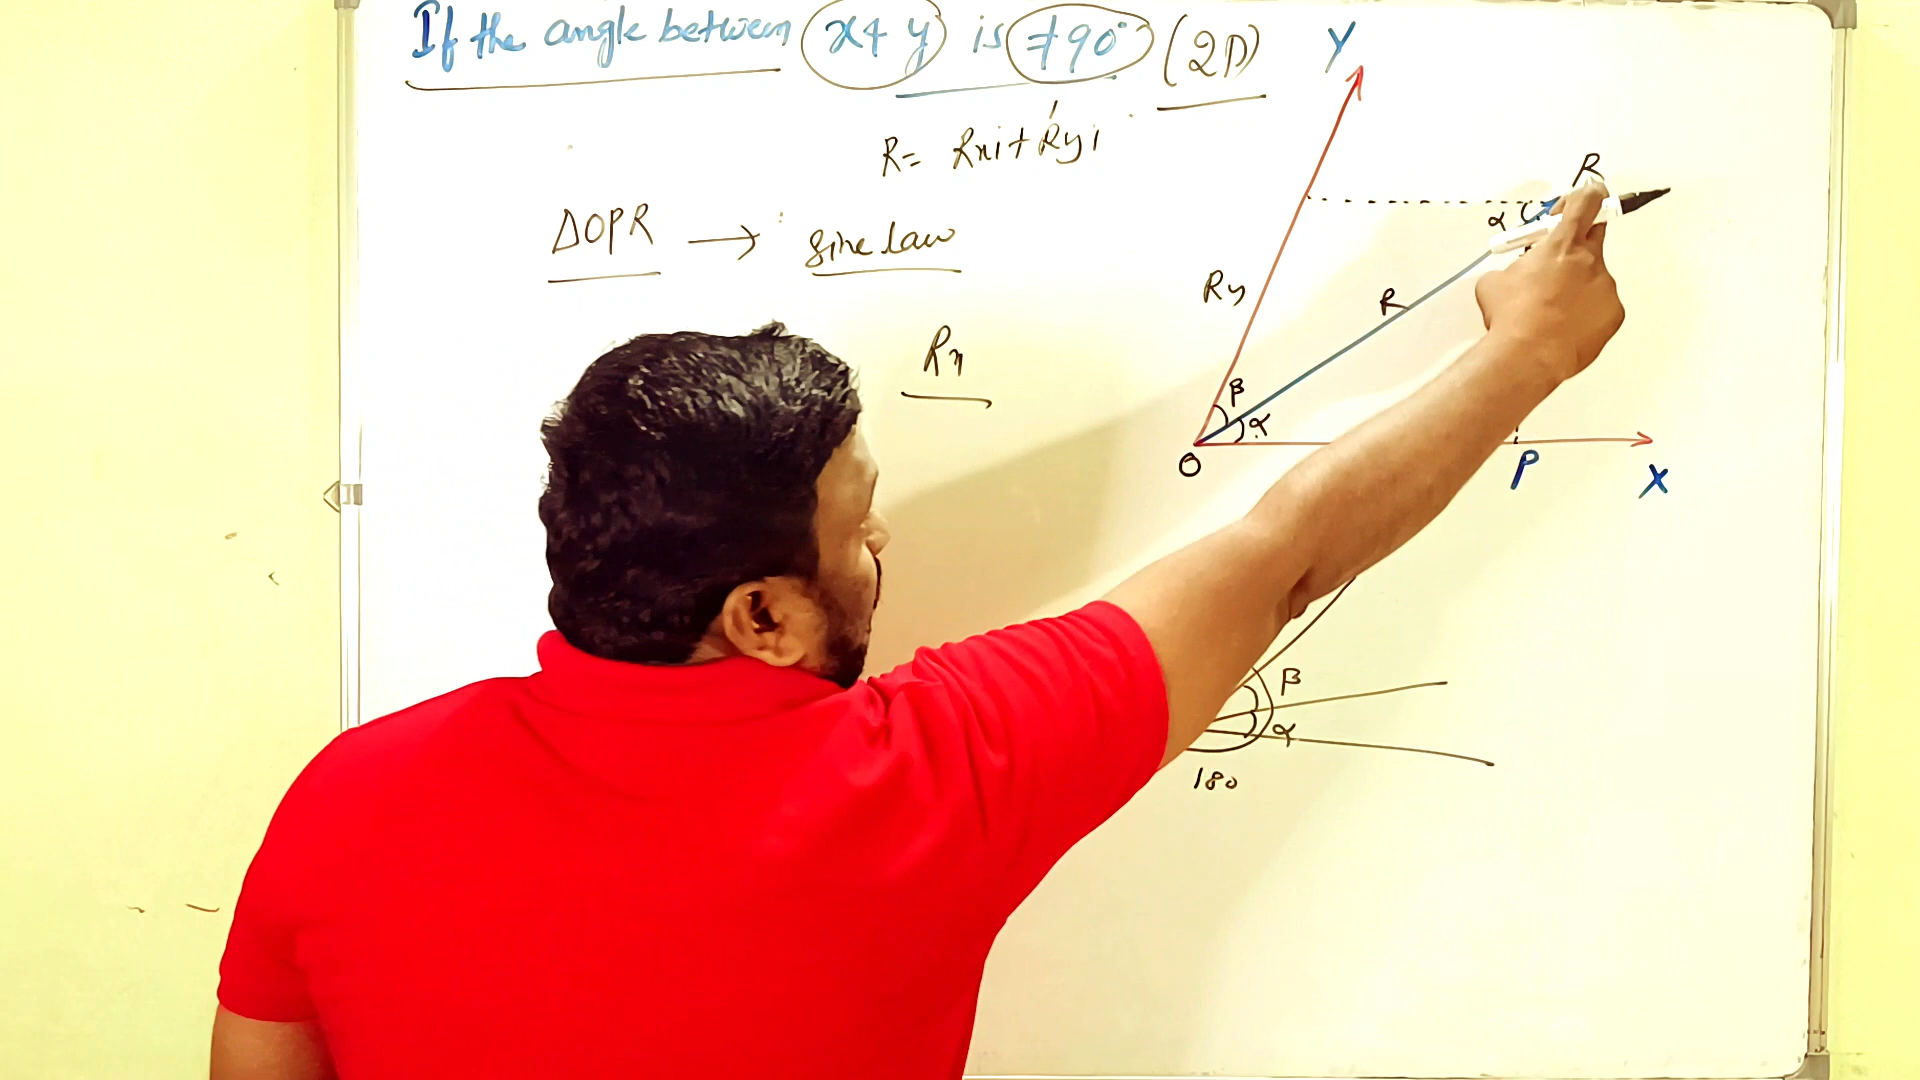 If the angle between x & y is ≠ 90° (2D)
Y
R = Rxi + Ryj
R
α
ΔOPR → sine law
Ry
R
Rx
β
α
O
P
X
β
α
180